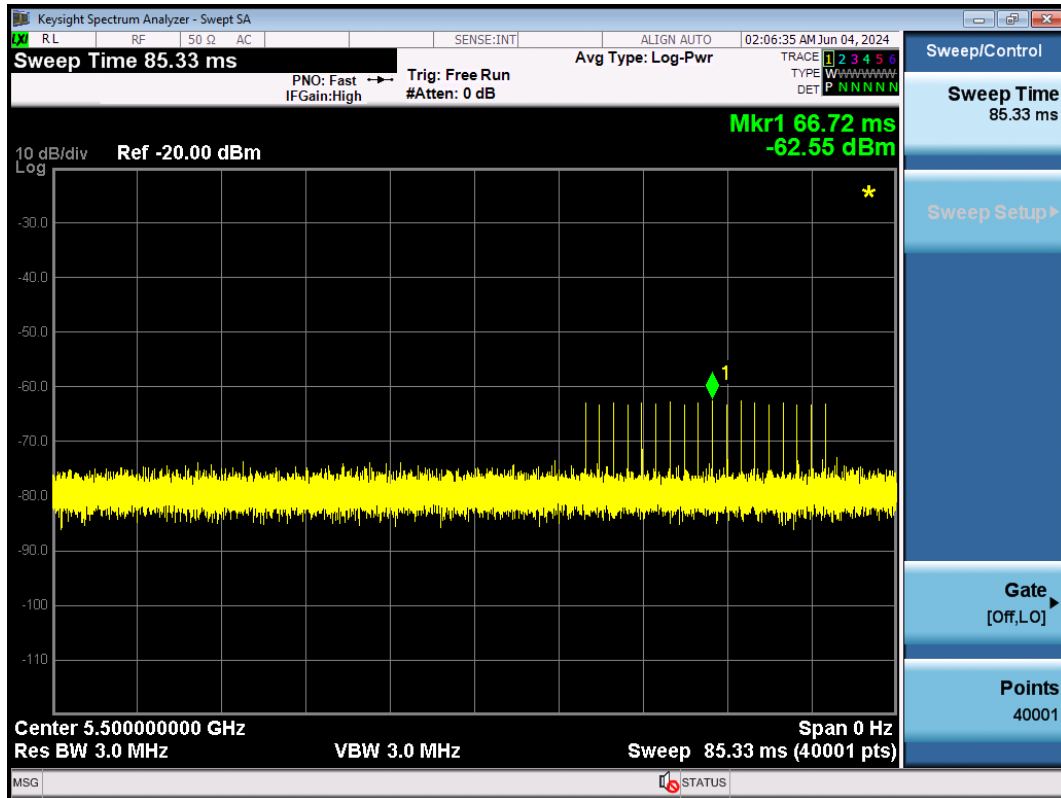 Keysight Spectrum Analyzer - Swept SA
LXI RL RF 50 Ω AC SENSE:INT ALIGN AUTO 02:06:35 AM Jun 04, 2024
Sweep Time 85.33 ms
PNO: Fast
IFGain:High
Trig: Free Run
#Atten: 0 dB
Avg Type: Log-Pwr
TRACE 1 2 3 4 5 6
TYPE WWWWWW
DET P N N N N N
Mkr1 66.72 ms
-62.55 dBm
10 dB/div Ref -20.00 dBm
Log
*
-30.0
-40.0
-50.0
-60.0
1
-70.0
-80.0
-90.0
-100
-110
Center 5.500000000 GHz Span 0 Hz
Res BW 3.0 MHz VBW 3.0 MHz Sweep 85.33 ms (40001 pts)
MSG STATUS
Sweep/Control
Sweep Time
85.33 ms
Sweep Setup
Gate
[Off,LO]
Points
40001